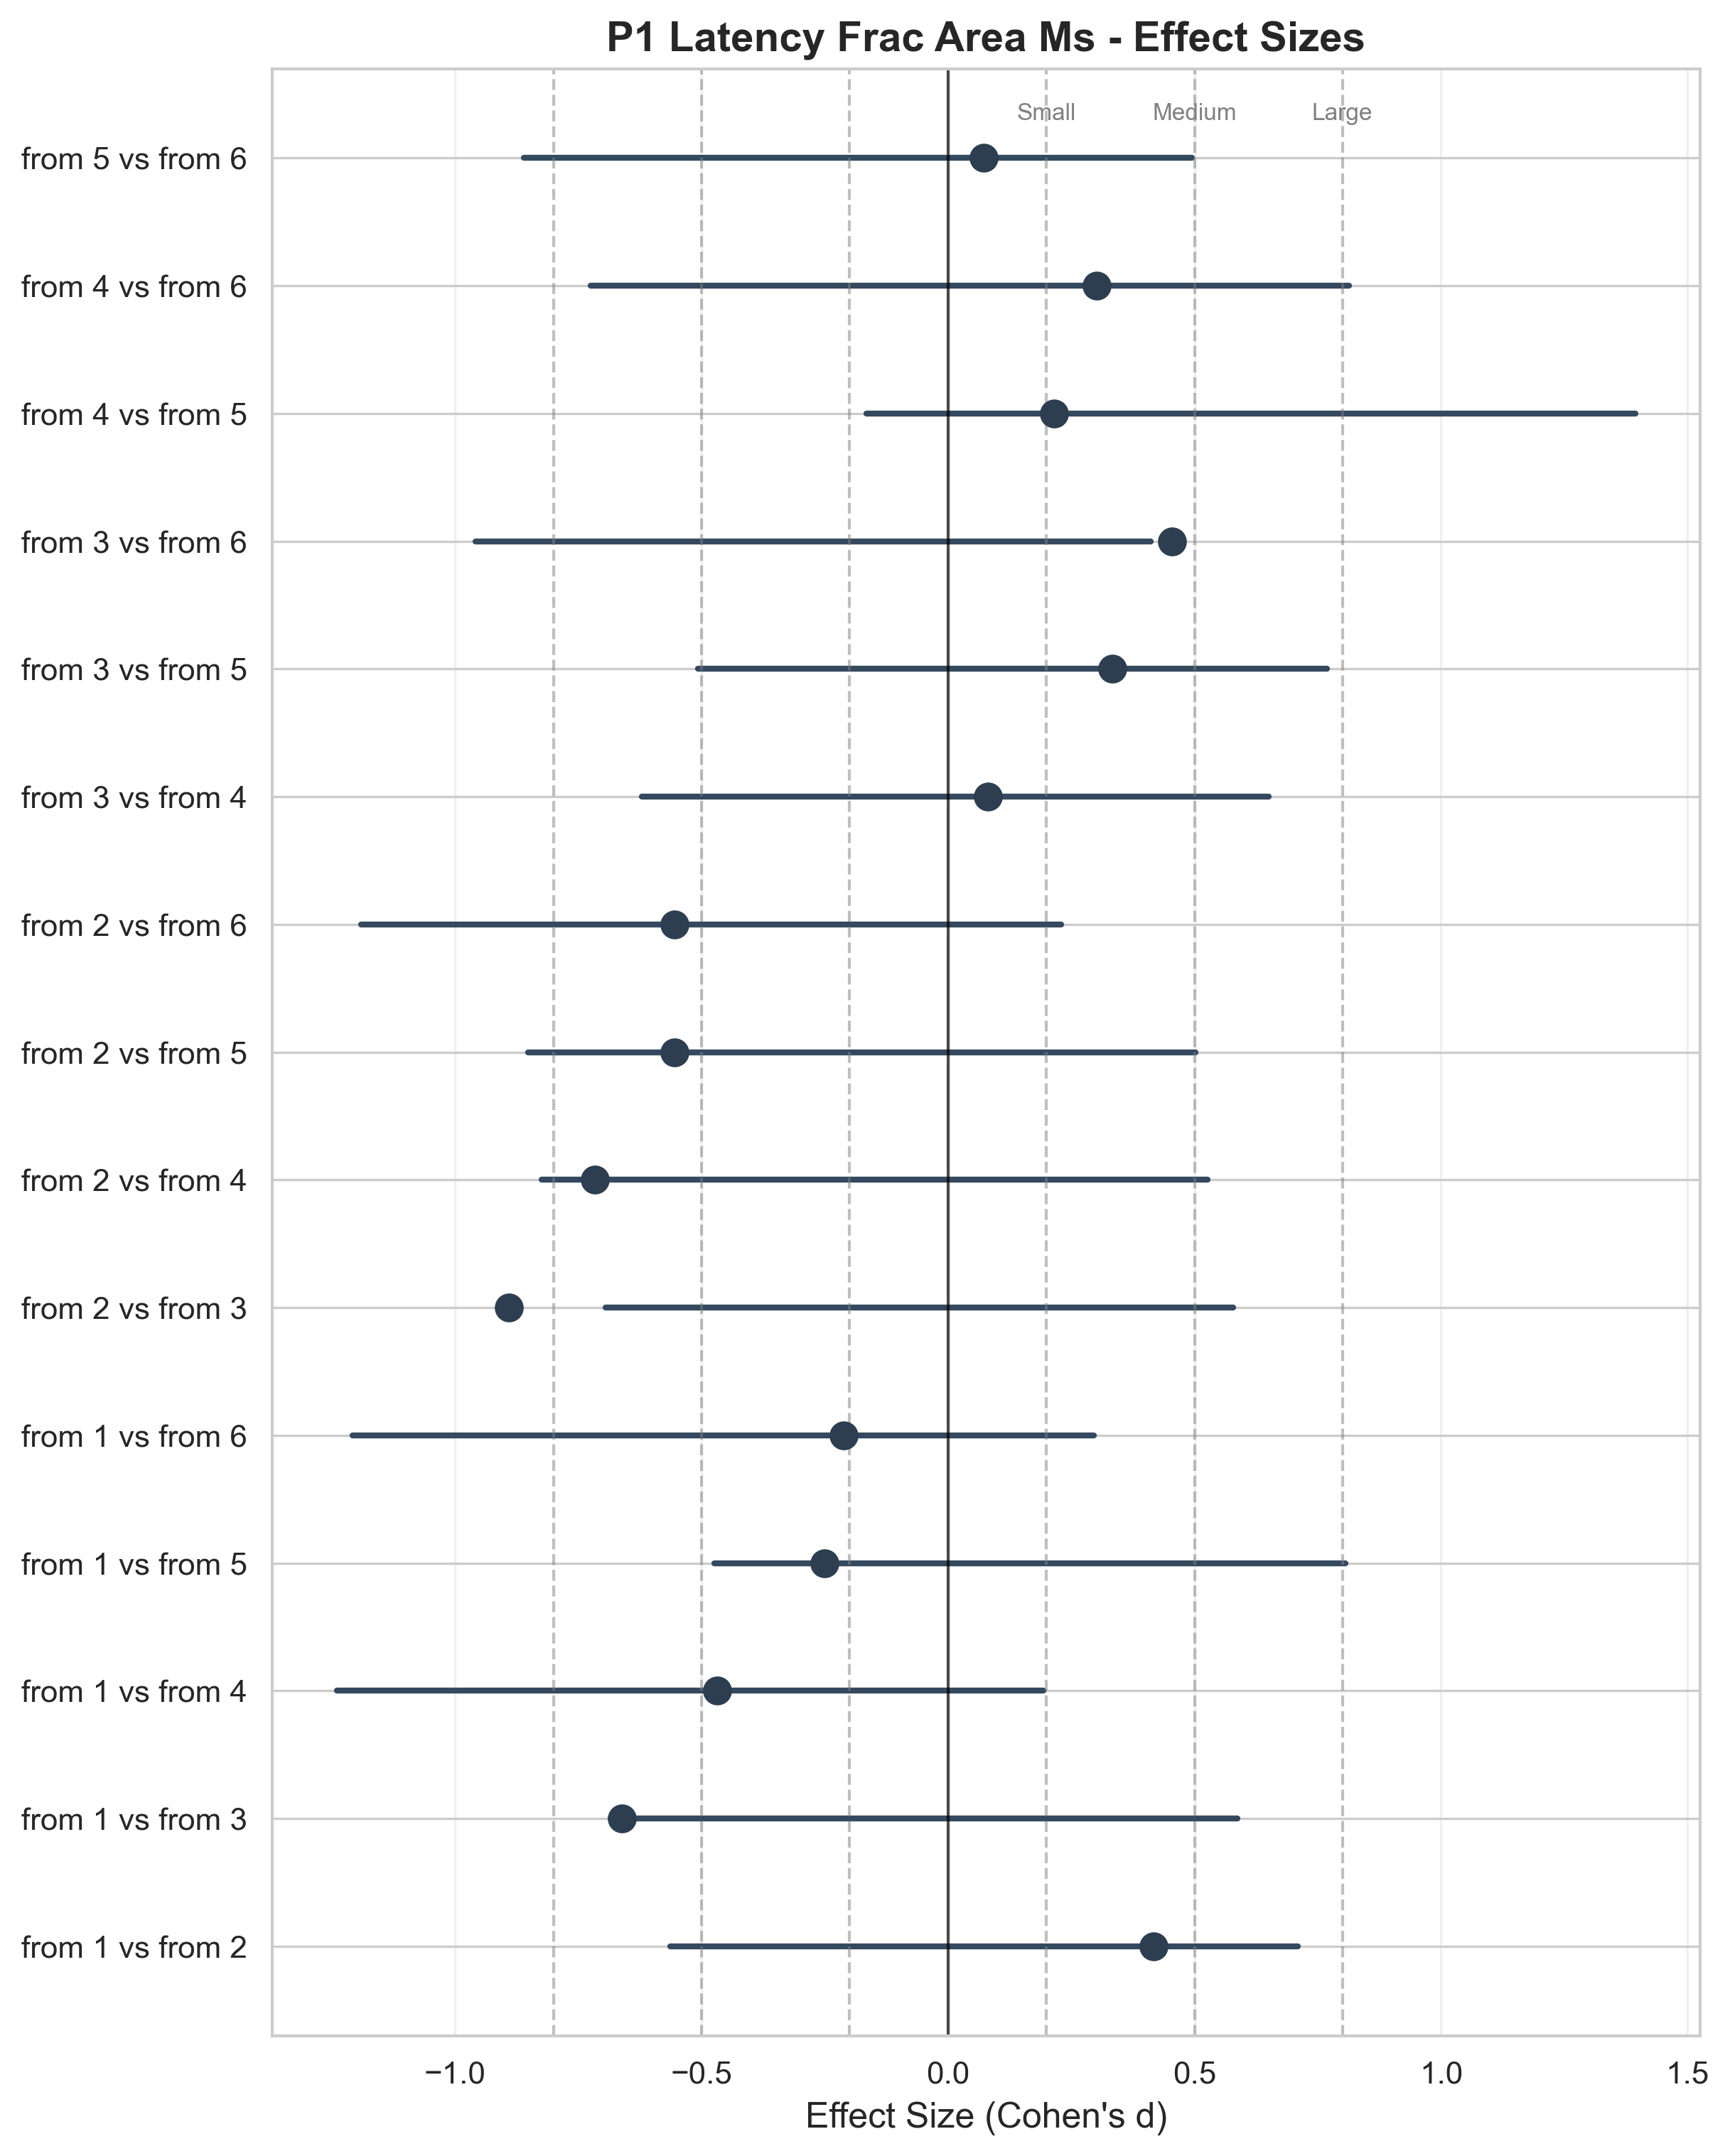 P1 Latency Frac Area Ms - Effect Sizes
Small Medium Large
from 5 vs from 6
from 4 vs from 6
from 4 vs from 5
from 3 vs from 6
from 3 vs from 5
from 3 vs from 4
from 2 vs from 6
from 2 vs from 5
from 2 vs from 4
from 2 vs from 3
from 1 vs from 6
from 1 vs from 5
from 1 vs from 4
from 1 vs from 3
from 1 vs from 2
−1.0 −0.5 0.0 0.5 1.0 1.5
Effect Size (Cohen's d)